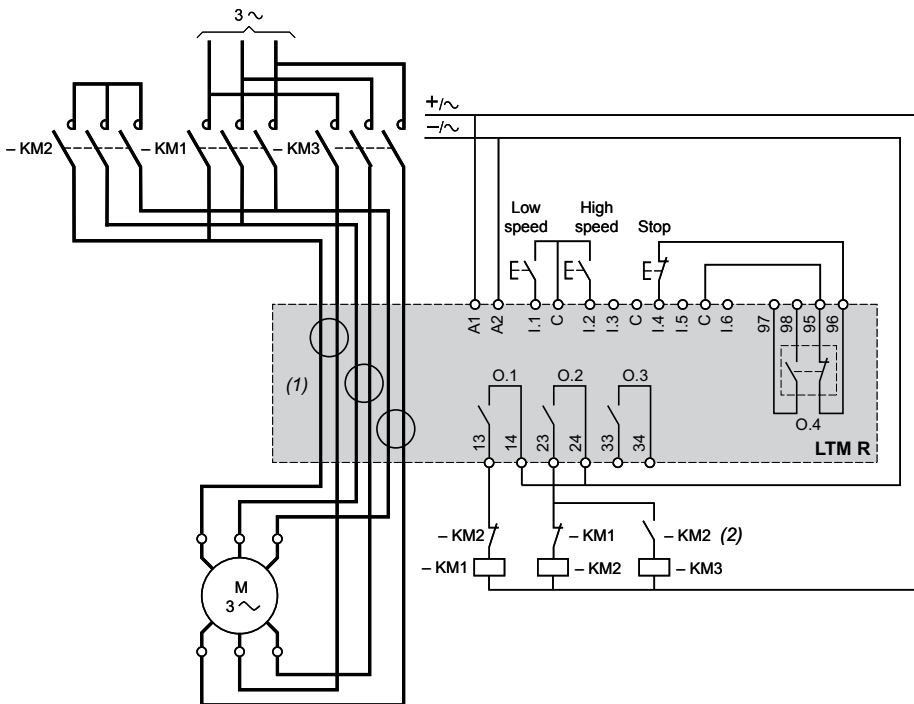 3 ∼
+/∼
−/∼
– KM2
– KM1
– KM3
Low speed
High speed
Stop
A1
A2
I.1
C
I.2
I.3
C
I.4
I.5
C
I.6
97
98
95
96
(1)
O.1
O.2
O.3
O.4
13
14
23
24
33
34
LTM R
– KM2
– KM1
– KM2 (2)
– KM1
– KM2
– KM3
M
3 ∼